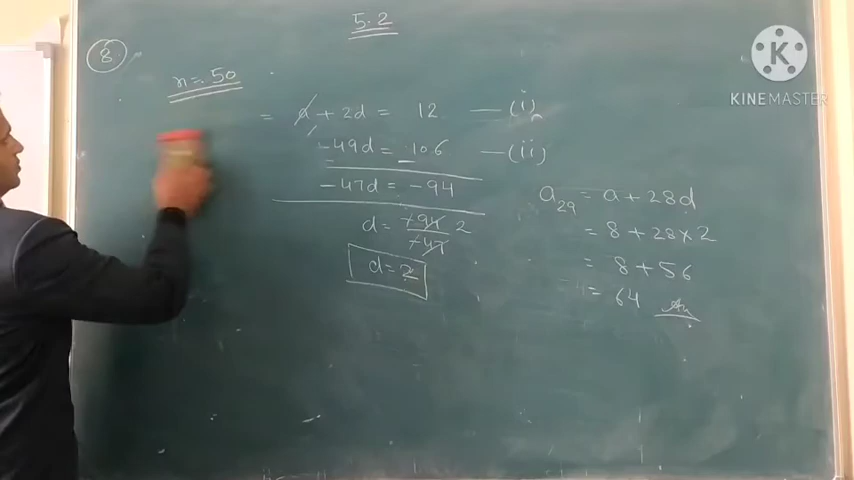 5.2
8
n = 50
= a + 2d = 12 — (i)
- 49d = 106 — (ii)
- 47d = - 94
d = -94/-47 2
d = 2
a29 = a + 28d
= 8 + 28 x 2
= 8 + 56
= 64 Ans
K
KINEMASTER